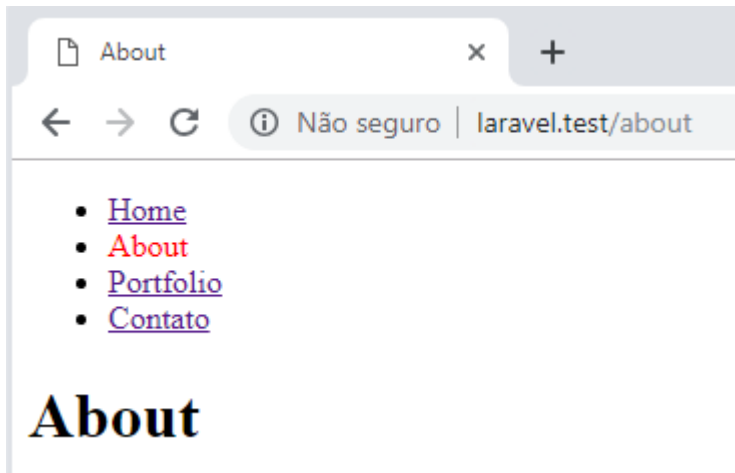 About
Não seguro | laravel.test/about
Home
About
Portfolio
Contato
About